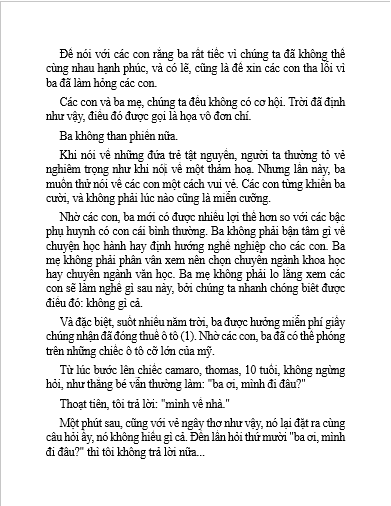 Để nói với các con rằng ba rất tiếc vì chúng ta đã không thể
cùng nhau hạnh phúc, và có lẽ, cũng là để xin các con tha lỗi vì
ba đã làm hỏng các con.
Các con và ba mẹ, chúng ta đều không có cơ hội. Trời đã định
như vậy, điều đó được gọi là họa vô đơn chí.
Ba không than phiền nữa.
Khi nói về những đứa trẻ tật nguyền, người ta thường tỏ vẻ
nghiêm trọng như khi nói về một thảm hoạ. Nhưng lần này, ba
muốn thử nói về các con một cách vui vẻ. Các con từng khiến ba
cười, và không phải lúc nào cũng là miễn cưỡng.
Nhờ các con, ba mới có được nhiều lợi thế hơn so với các bậc
phụ huynh có con cái bình thường. Ba không phải bận tâm gì về
chuyện học hành hay định hướng nghề nghiệp cho các con. Ba
mẹ không phải phân vân xem nên chọn chuyên ngành khoa học
hay chuyên ngành văn học. Ba mẹ không phải lo lắng xem các
con sẽ làm nghề gì sau này, bởi chúng ta nhanh chóng biết được
điều đó: không gì cả.
Và đặc biệt, suốt nhiều năm trời, ba được hưởng miễn phí giấy
chứng nhận đã đóng thuế ô tô (1). Nhờ các con, ba đã có thể phóng
trên những chiếc ô tô cỡ lớn của mỹ.
Từ lúc bước lên chiếc camaro, thomas, 10 tuổi, không ngừng
hỏi, như thằng bé vẫn thường làm: "ba ơi, mình đi đâu?"
Thoạt tiên, tôi trả lời: "mình về nhà."
Một phút sau, cũng với vẻ ngây thơ như vậy, nó lại đặt ra cùng
câu hỏi ấy, nó không hiểu gì cả. Đến lần hỏi thứ mười "ba ơi, mình
đi đâu?" thì tôi không trả lời nữa...